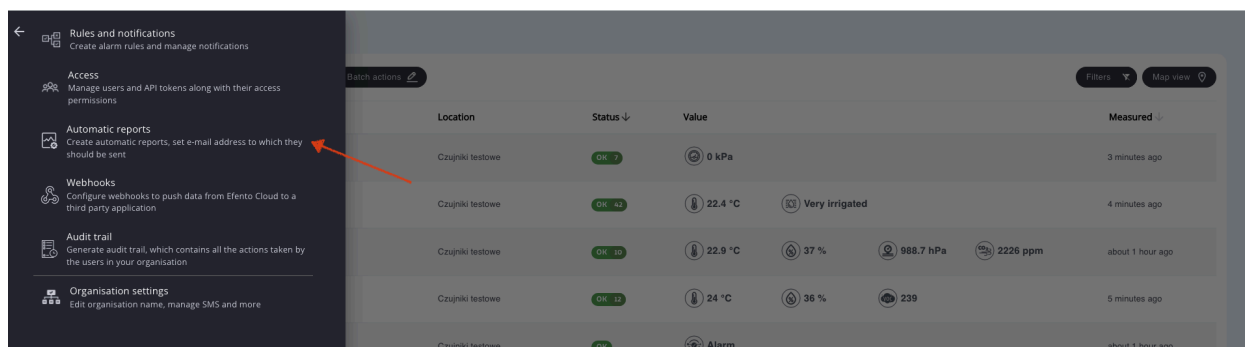 Rules and notifications
Create alarm rules and manage notifications
Access
Manage users and API tokens along with their access
permissions
Automatic reports
Create automatic reports, set e-mail address to which they
should be sent
Webhooks
Configure webhooks to push data from Efento Cloud to a
third party application
Audit trail
Generate audit trail, which contains all the actions taken by
the users in your organisation
Organisation settings
Edit organisation name, manage SMS and more
Batch actions
Filters
Map view
Location Status Value Measured
Czujniki testowe OK 7 0 kPa 3 minutes ago
Czujniki testowe OK 42 22.4 °C Very irrigated 4 minutes ago
Czujniki testowe OK 10 22.9 °C 37 % 988.7 hPa 2226 ppm about 1 hour ago
Czujniki testowe OK 12 24 °C 36 % 239 5 minutes ago
Czujniki testowe OK Alarm about 1 hour ago